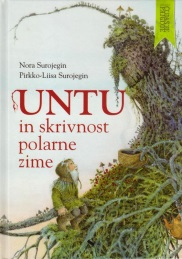 Nora Surojegin
Pirkko-Liisa Surojegin
UNTU
in skrivnost
polarne
zime